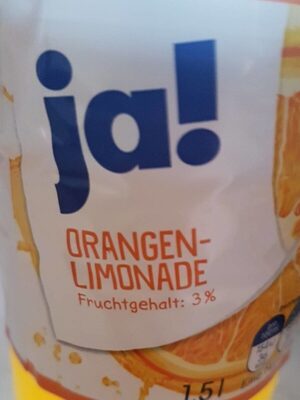 ja!
ORANGEN-
LIMONADE
Fruchtgehalt: 3%
1,5l